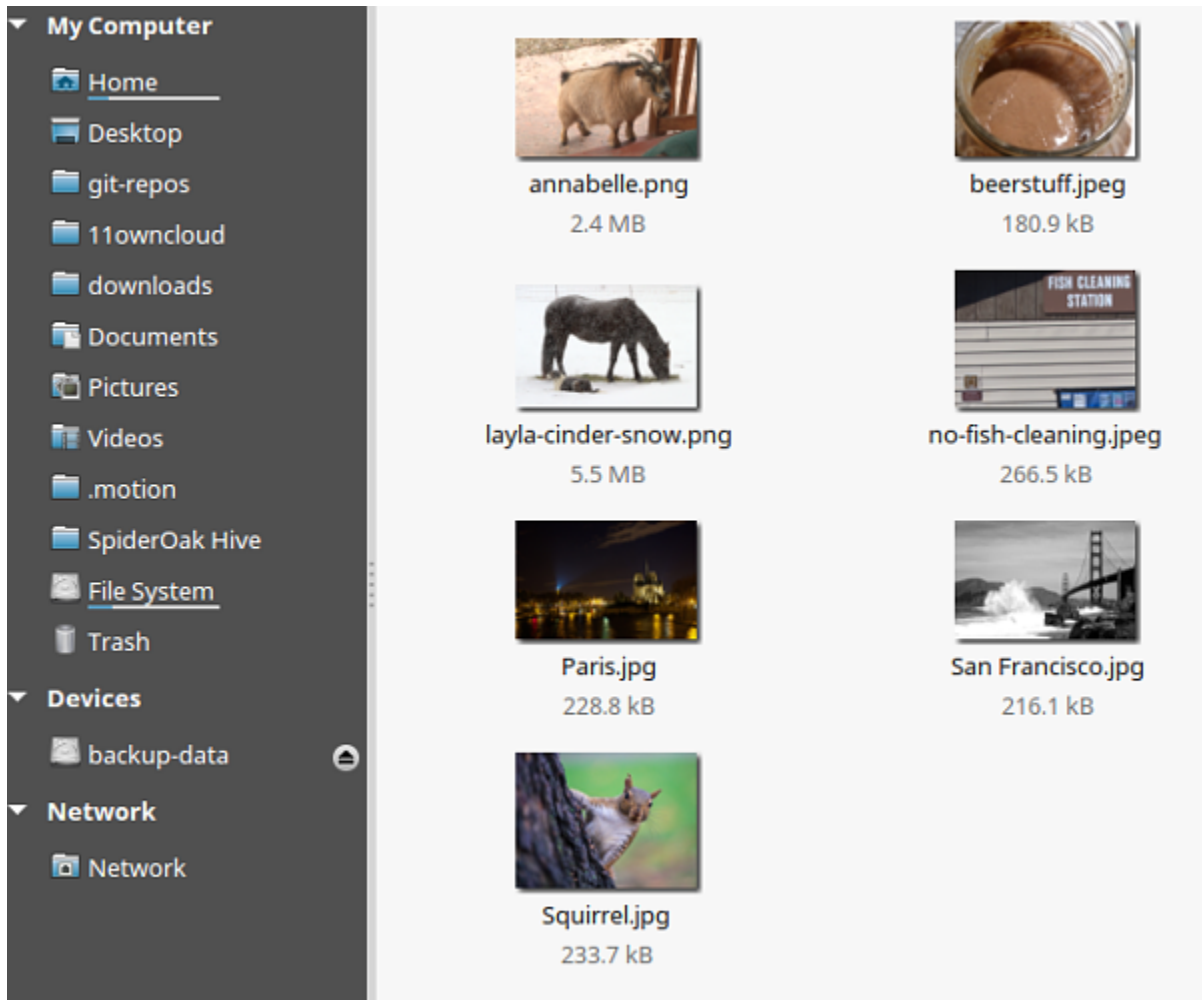 My Computer
Home
Desktop
git-repos
11owncloud
downloads
Documents
Pictures
Videos
.motion
SpiderOak Hive
File System
Trash
Devices
backup-data
Network
Network
annabelle.png
2.4 MB
beerstuff.jpeg
180.9 kB
FISH CLEANING
STATION
layla-cinder-snow.png
5.5 MB
no-fish-cleaning.jpeg
266.5 kB
Paris.jpg
228.8 kB
San Francisco.jpg
216.1 kB
Squirrel.jpg
233.7 kB